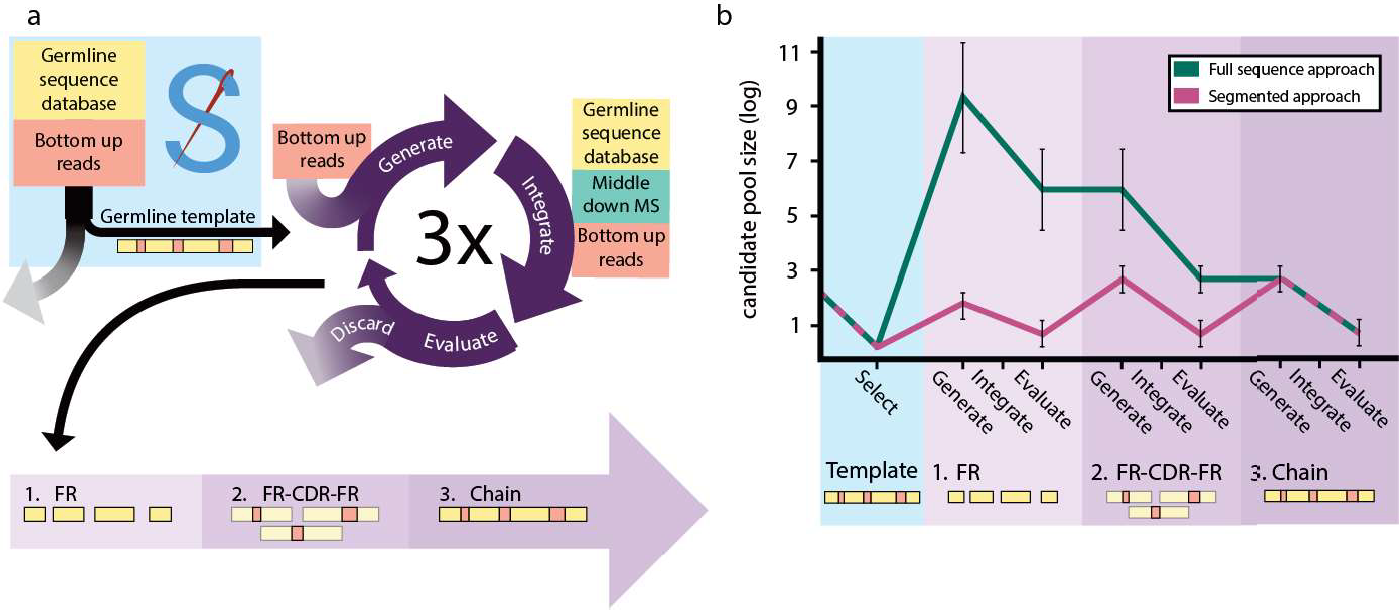 a
Germline
sequence
database
Bottom up
reads
S
Germline template
Bottom up
reads
Generate
Integrate
Evaluate
Discard
3x
Germline
sequence
database
Middle
down MS
Bottom up
reads
1. FR
2. FR-CDR-FR
3. Chain
b
candidate pool size (log)
11
9
7
5
3
1
Full sequence approach
Segmented approach
Select
Generate
Integrate
Evaluate
Generate
Integrate
Evaluate
Generate
Integrate
Evaluate
Template
1. FR
2. FR-CDR-FR
3. Chain